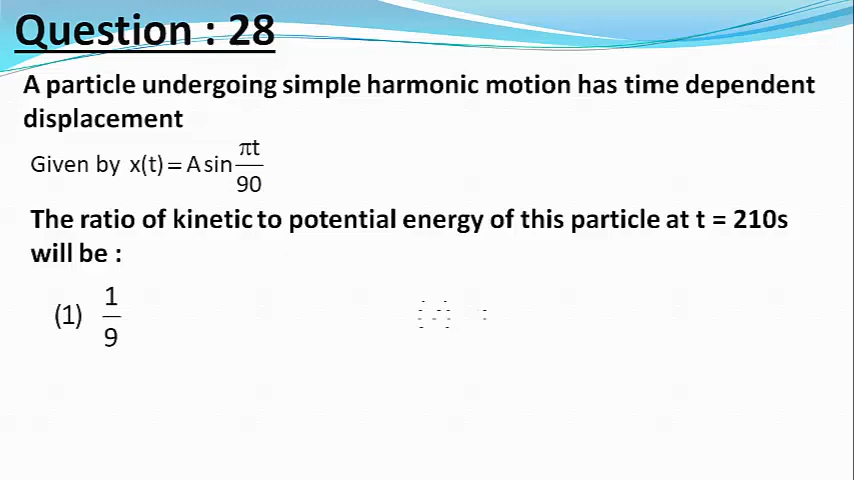 Question : 28
A particle undergoing simple harmonic motion has time dependent
displacement
Given by x(t) = A sin πt/90
The ratio of kinetic to potential energy of this particle at t = 210s
will be :
(1) 1/9